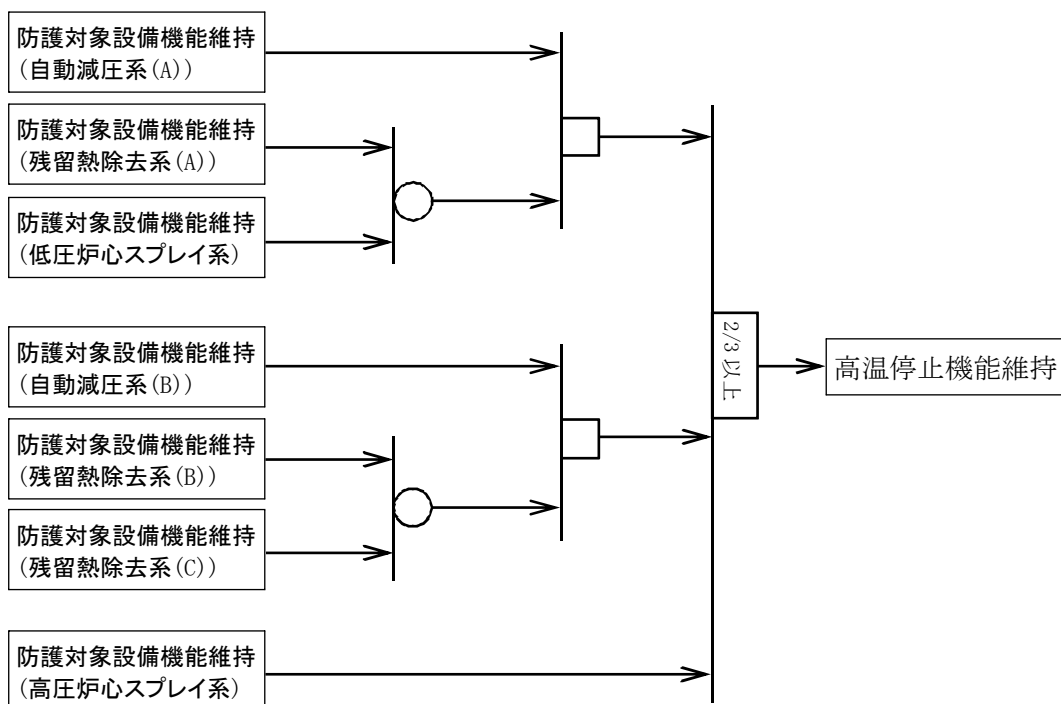 防護対象設備機能維持
(自動減圧系(A))
防護対象設備機能維持
(残留熱除去系(A))
防護対象設備機能維持
(低圧炉心スプレイ系)
防護対象設備機能維持
(自動減圧系(B))
防護対象設備機能維持
(残留熱除去系(B))
防護対象設備機能維持
(残留熱除去系(C))
防護対象設備機能維持
(高圧炉心スプレイ系)
2/3以上
高温停止機能維持